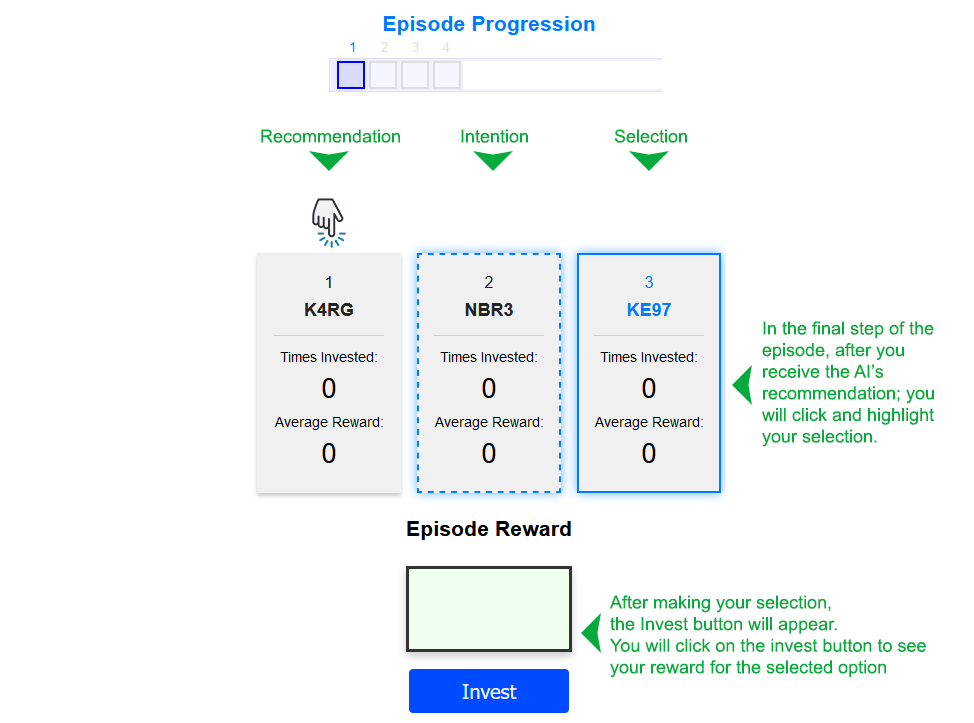 Episode Progression
1 2 3 4
Recommendation Intention Selection
1 2 3
K4RG NBR3 KE97
Times Invested: Times Invested: Times Invested:
0 0 0
Average Reward: Average Reward: Average Reward:
0 0 0
In the final step of the
episode, after you
receive the AI’s
recommendation; you
will click and highlight
your selection.
Episode Reward
After making your selection,
the Invest button will appear.
You will click on the invest button to see
your reward for the selected option
Invest